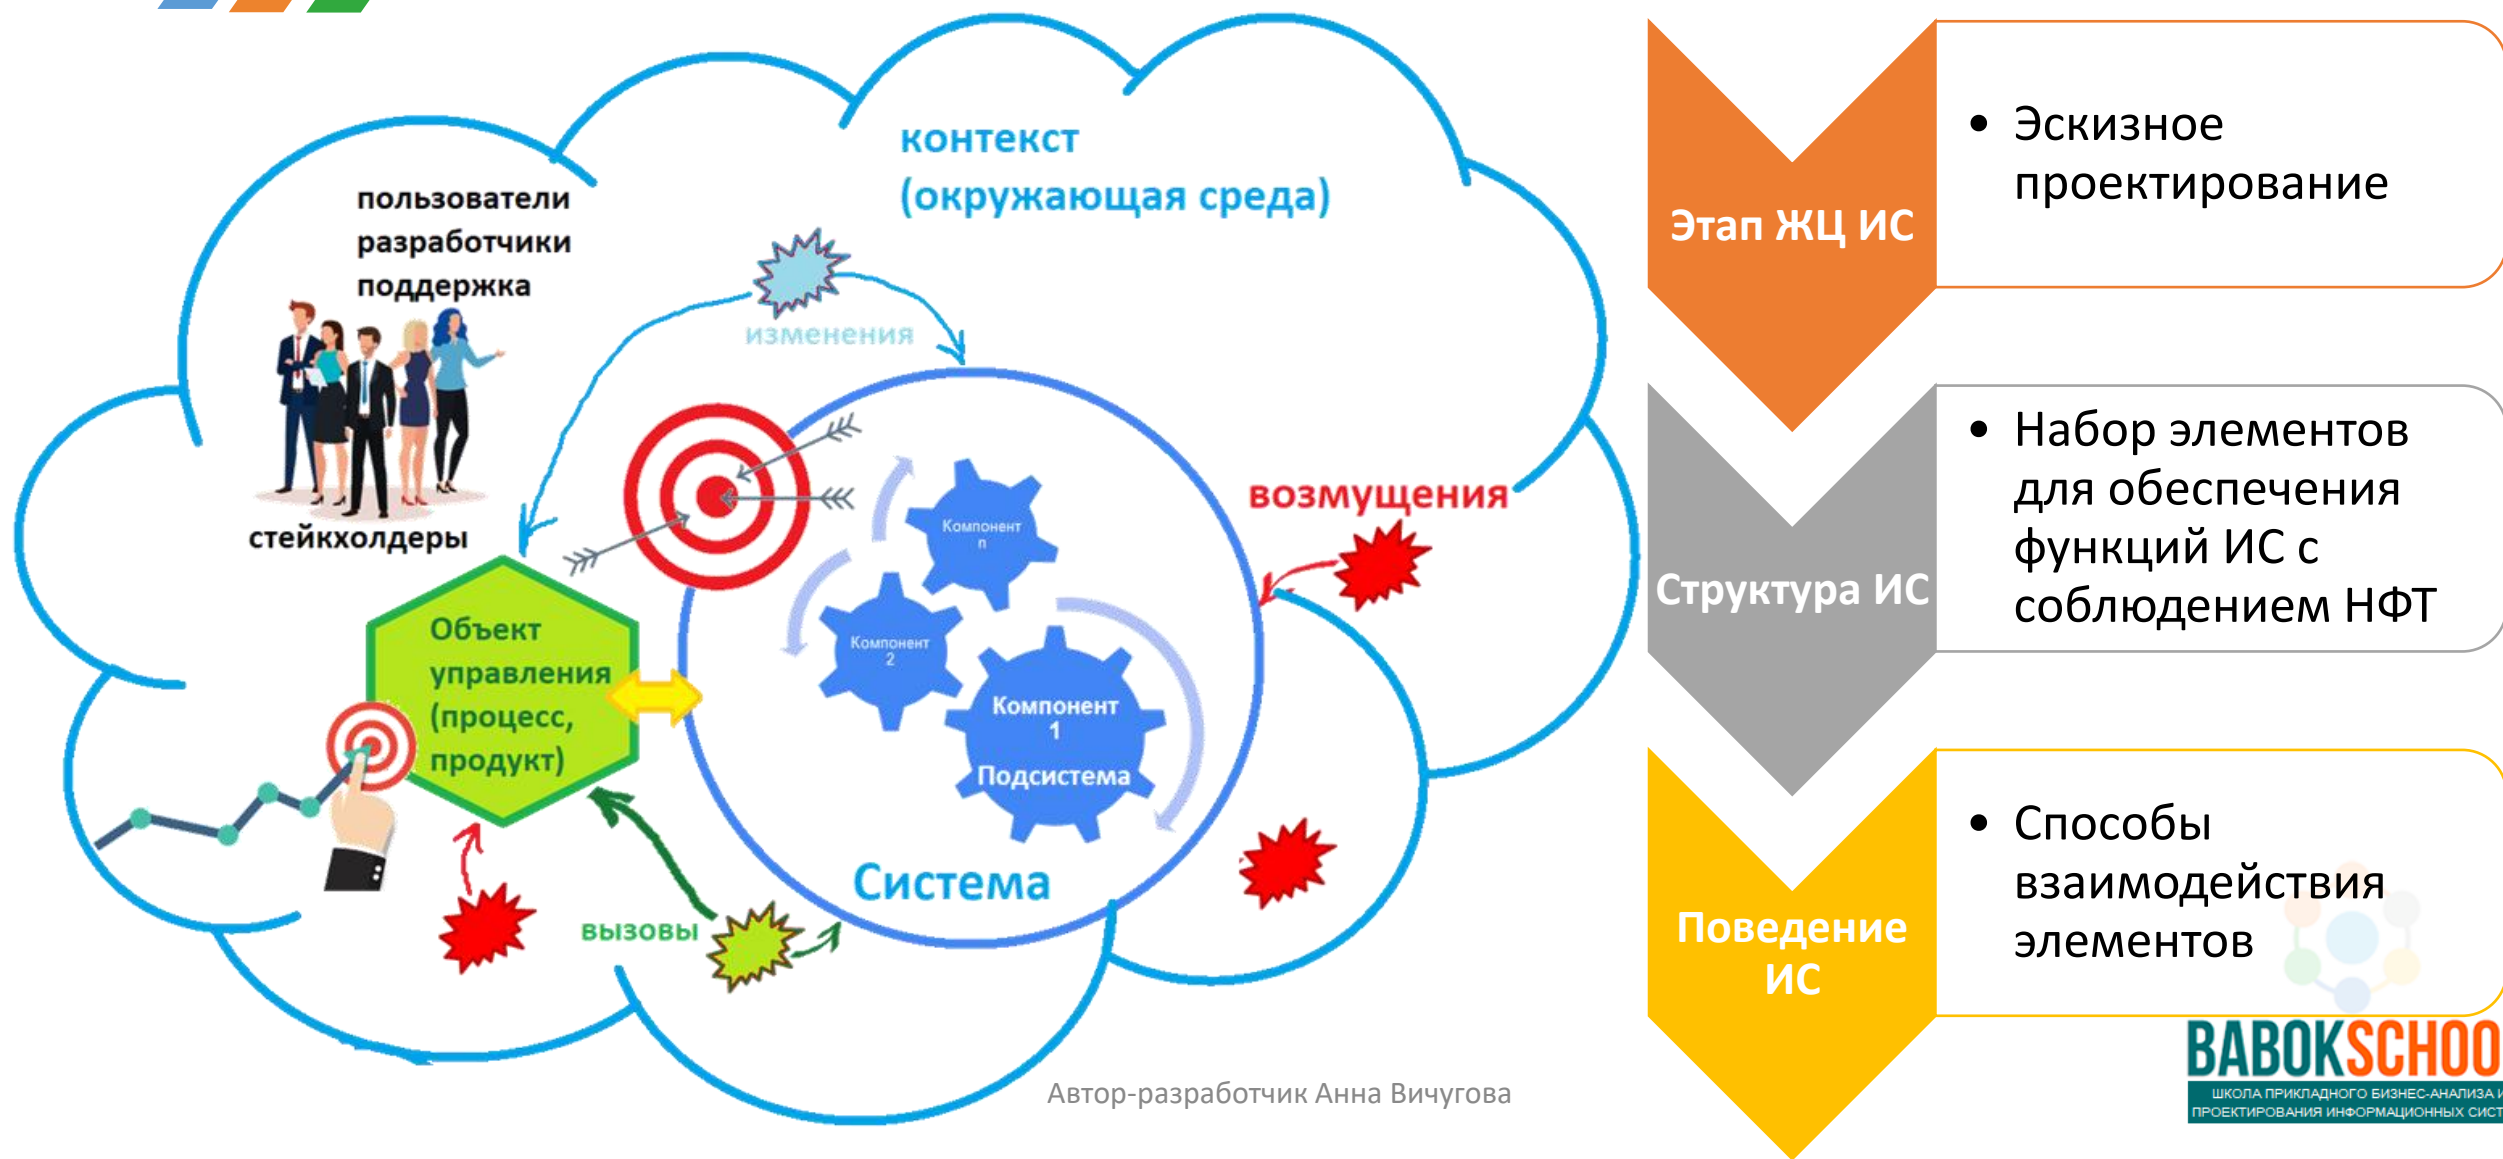 контекст
(окружающая среда)
пользователи
разработчики
поддержка
изменения
стейкхолдеры
возмущения
Компонент
n
Компонент
2
Компонент
1
Подсистема
Объект
управления
(процесс,
продукт)
вызовы
Система
Этап ЖЦ ИС
• Эскизное
проектирование
Структура ИС
• Набор элементов
для обеспечения
функций ИС с
соблюдением НФТ
Поведение
ИС
• Способы
взаимодействия
элементов
Автор-разработчик Анна Вичугова
BABOKSCHOO
ШКОЛА ПРИКЛАДНОГО БИЗНЕС-АНАЛИЗА И
ПРОЕКТИРОВАНИЯ ИНФОРМАЦИОННЫХ СИСТ